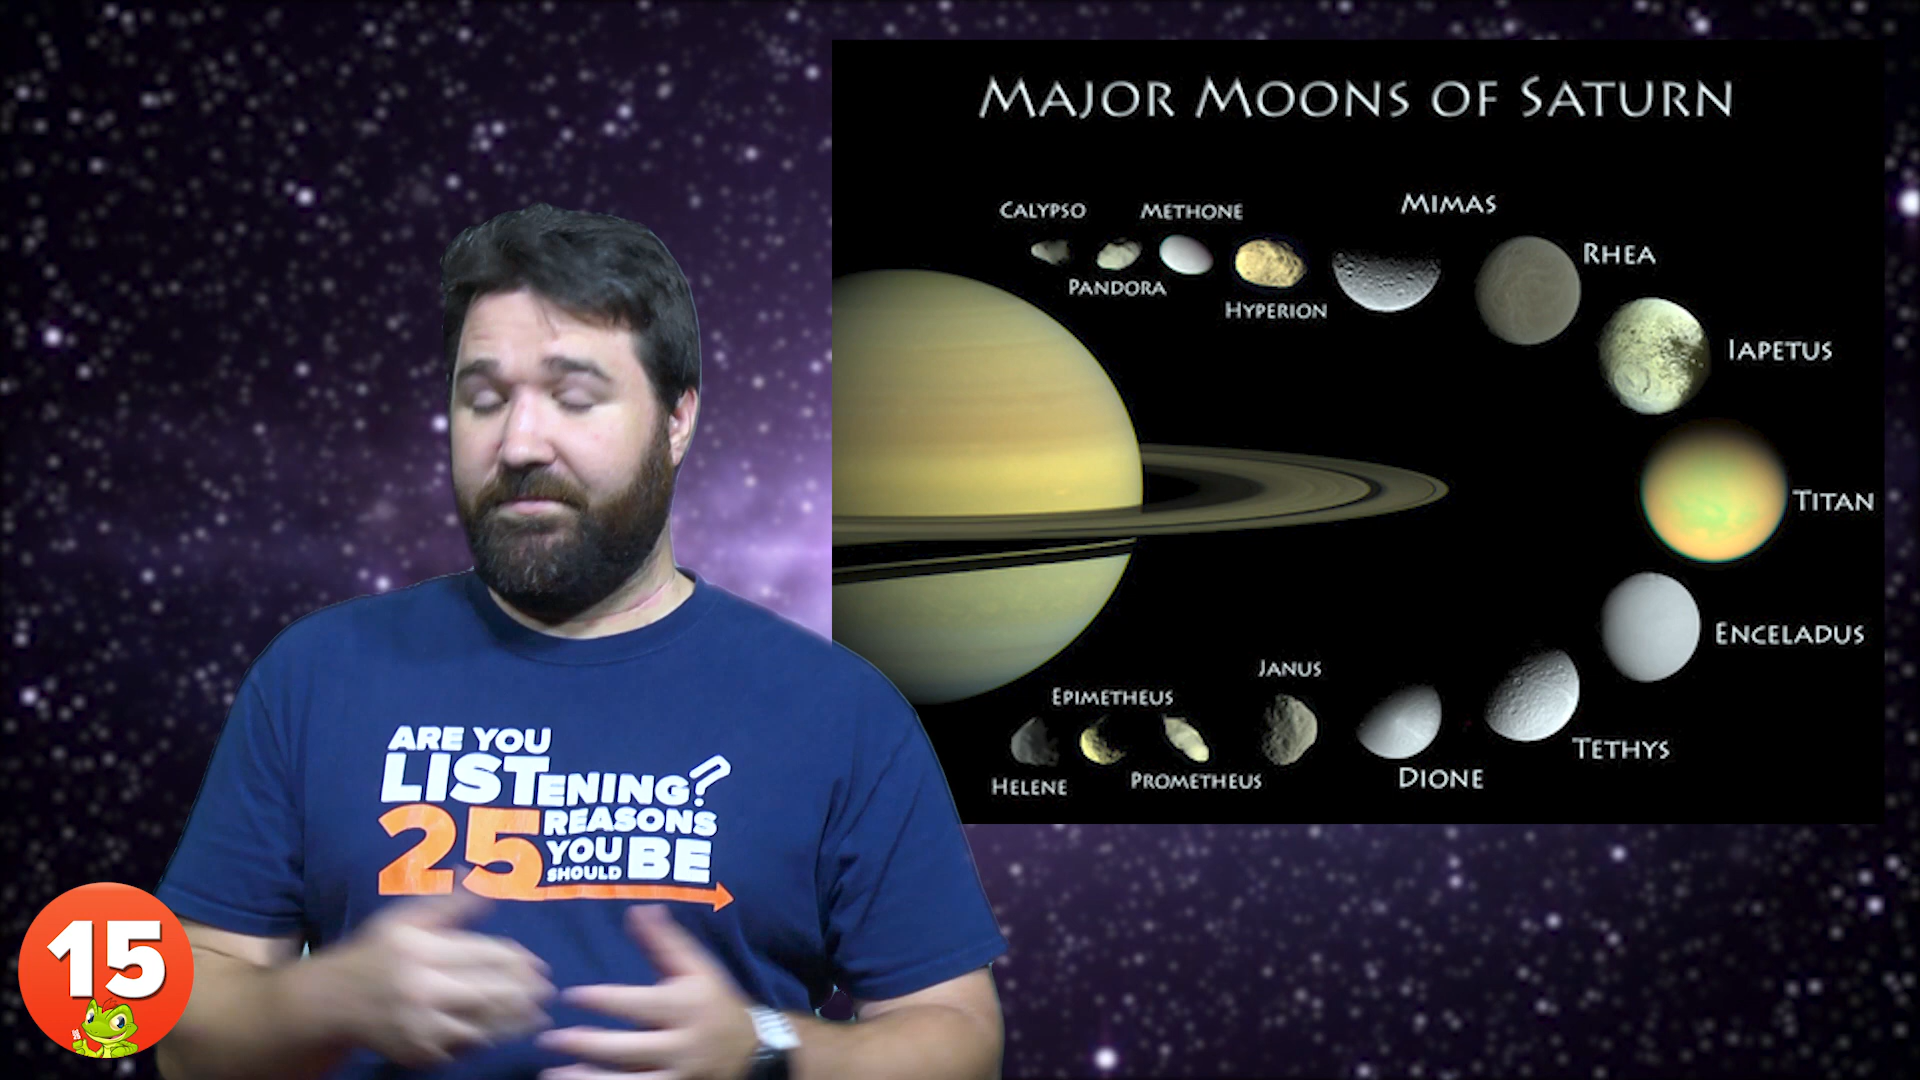 MAJOR MOONS OF SATURN
CALYPSO
METHONE
MIMAS
PANDORA
HYPERION
RHEA
IAPETUS
TITAN
ENCELADUS
TETHYS
DIONE
JANUS
EPIMETHEUS
PROMETHEUS
HELENE
ARE YOU
LISTENING?
25 REASONS
YOU
SHOULD
BE
15